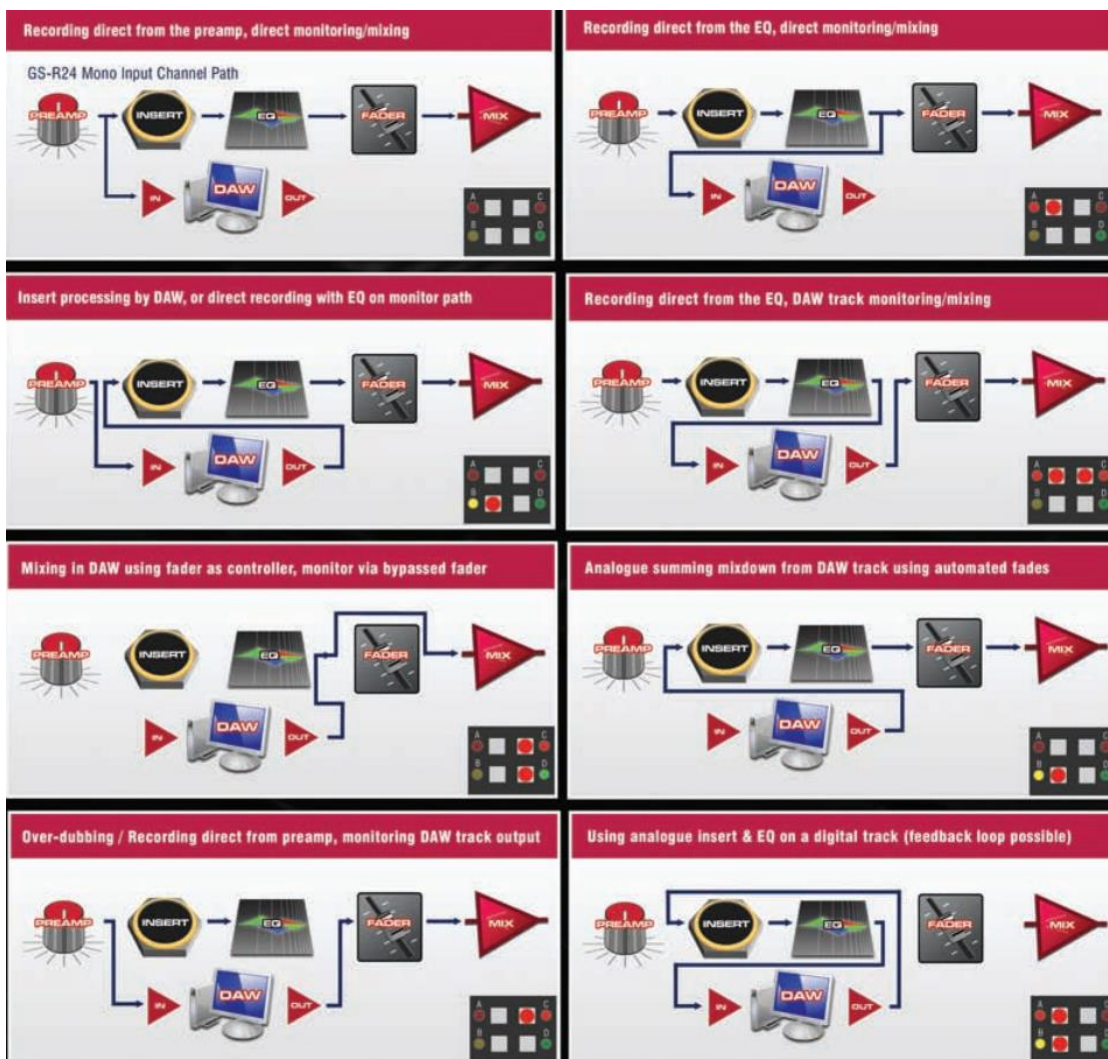 Recording direct from the preamp, direct monitoring/mixing
GS-R24 Mono Input Channel Path
PREAMP
INSERT
EQ
FADER
MIX
IN
DAW
OUT
A
C
B
D
Recording direct from the EQ, direct monitoring/mixing
PREAMP
INSERT
EQ
FADER
MIX
IN
DAW
OUT
A
C
B
D
Insert processing by DAW, or direct recording with EQ on monitor path
PREAMP
INSERT
EQ
FADER
MIX
IN
DAW
OUT
A
C
B
D
Recording direct from the EQ, DAW track monitoring/mixing
PREAMP
INSERT
EQ
FADER
MIX
IN
DAW
OUT
A
C
B
D
Mixing in DAW using fader as controller, monitor via bypassed fader
PREAMP
INSERT
EQ
FADER
MIX
IN
DAW
OUT
A
C
B
D
Analogue summing mixdown from DAW track using automated fades
PREAMP
INSERT
EQ
FADER
MIX
IN
DAW
OUT
A
C
B
D
Over-dubbing / Recording direct from preamp, monitoring DAW track output
PREAMP
INSERT
EQ
FADER
MIX
IN
DAW
OUT
A
C
B
D
Using analogue insert & EQ on a digital track (feedback loop possible)
PREAMP
INSERT
EQ
FADER
MIX
IN
DAW
OUT
A
C
B
D